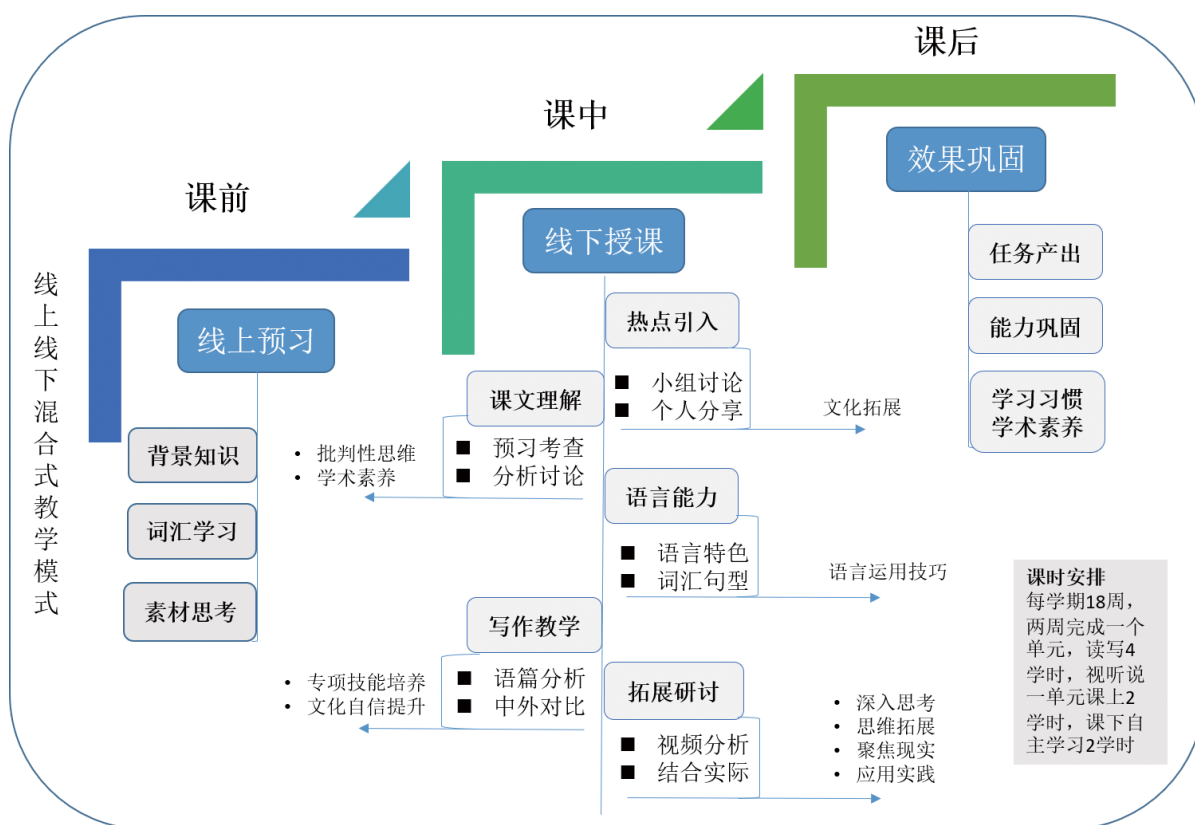 线上线下混合式教学模式
课前
线上预习
背景知识
词汇学习
素材思考
课中
线下授课
热点引入
■ 小组讨论
■ 个人分享
文化拓展
课文理解
■ 预习考查
■ 分析讨论
• 批判性思维
• 学术素养
语言能力
■ 语言特色
■ 词汇句型
语言运用技巧
写作教学
■ 语篇分析
■ 中外对比
• 专项技能培养
• 文化自信提升
拓展研讨
■ 视频分析
■ 结合实际
• 深入思考
• 思维拓展
• 聚焦现实
• 应用实践
课后
效果巩固
任务产出
能力巩固
学习习惯
学术素养
课时安排
每学期18周，
两周完成一个
单元，读写4
学时，视听说
一单元课上2
学时，课下自
主学习2学时